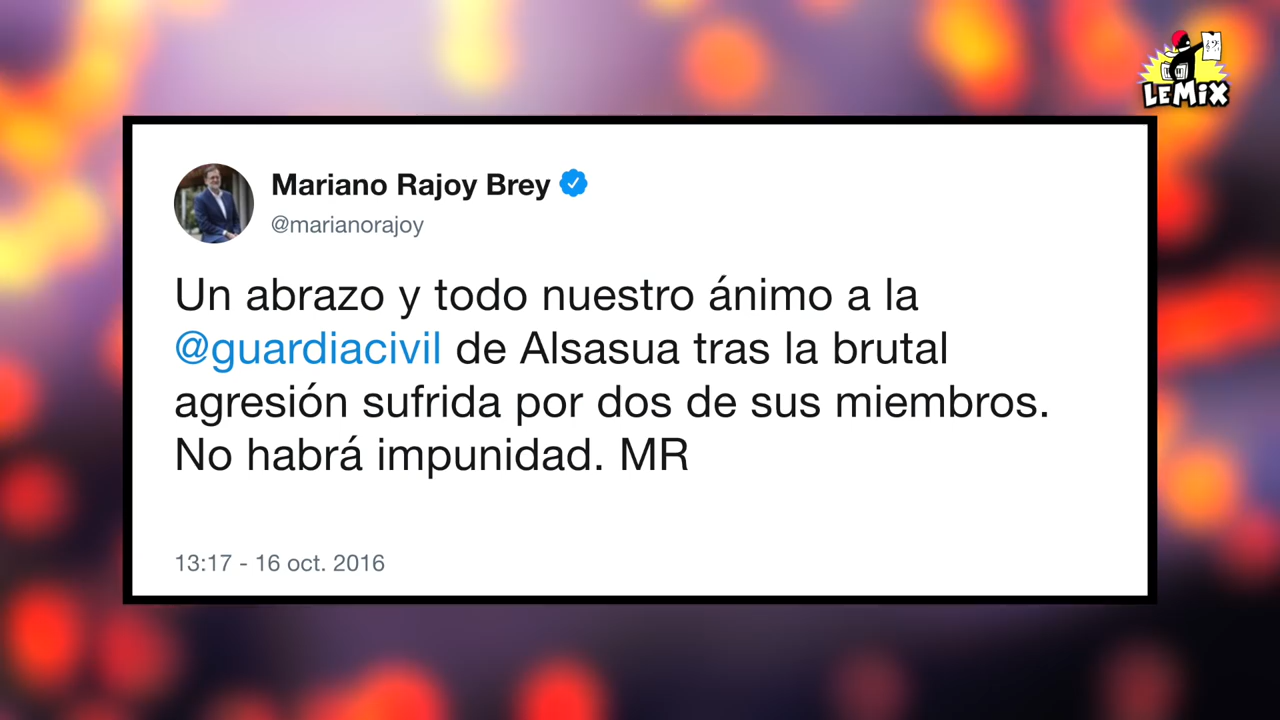 LEMiX
Mariano Rajoy Brey
@marianorajoy
Un abrazo y todo nuestro ánimo a la
@guardiacivil de Alsasua tras la brutal
agresión sufrida por dos de sus miembros.
No habrá impunidad. MR
13:17 - 16 oct. 2016